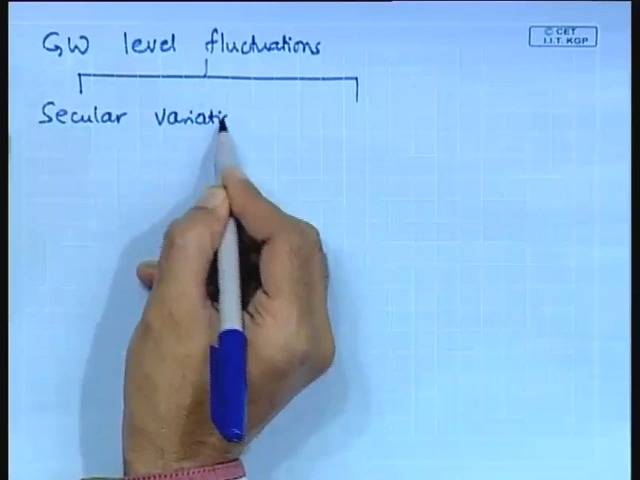 GW level fluctuations
© CET
I.I.T. KGP
Secular variati